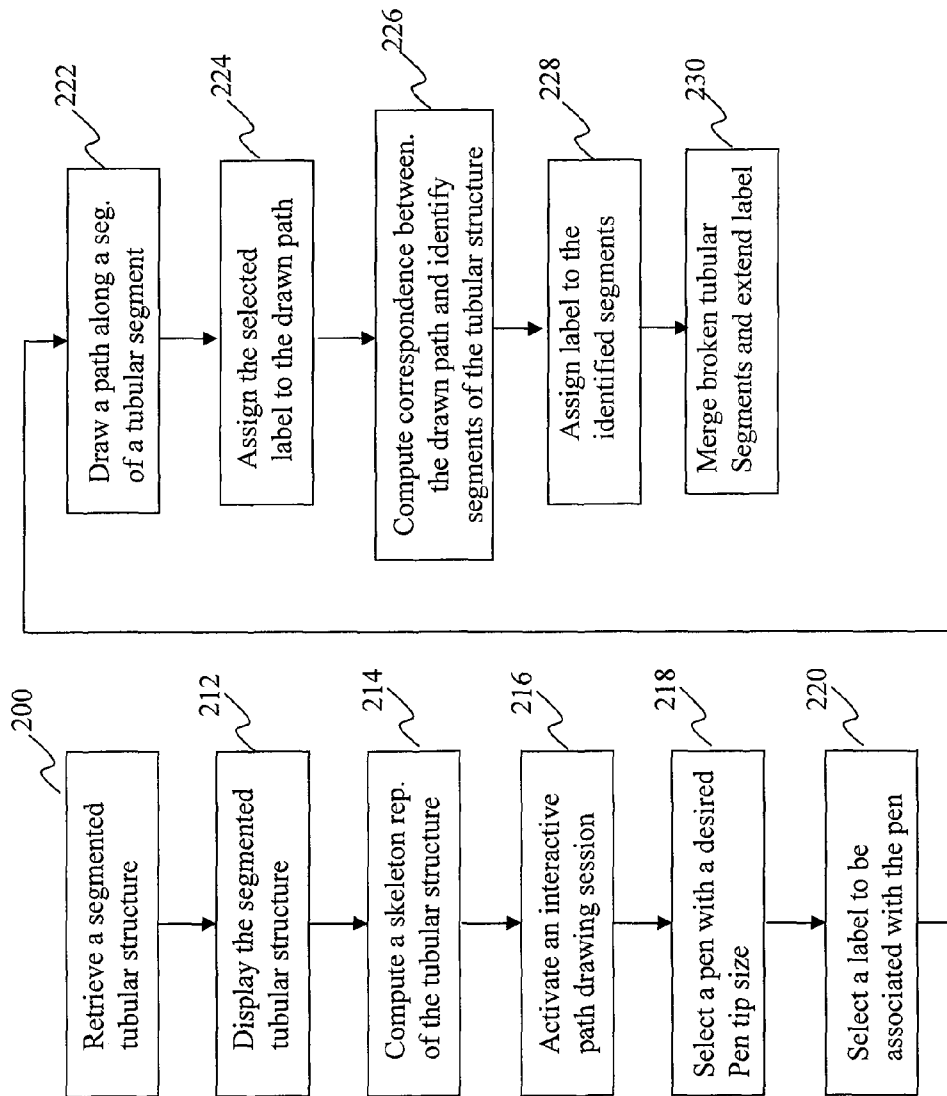 200
Retrieve a segmented
tubular structure
212
Display the segmented
tubular structure
214
Compute a skeleton rep.
of the tubular structure
216
Activate an interactive
path drawing session
218
Select a pen with a desired
Pen tip size
220
Select a label to be
associated with the pen
222
Draw a path along a seg.
of a tubular segment
224
Assign the selected
label to the drawn path
226
Compute correspondence between.
the drawn path and identify
segments of the tubular structure
228
Assign label to the
identified segments
230
Merge broken tubular
Segments and extend label